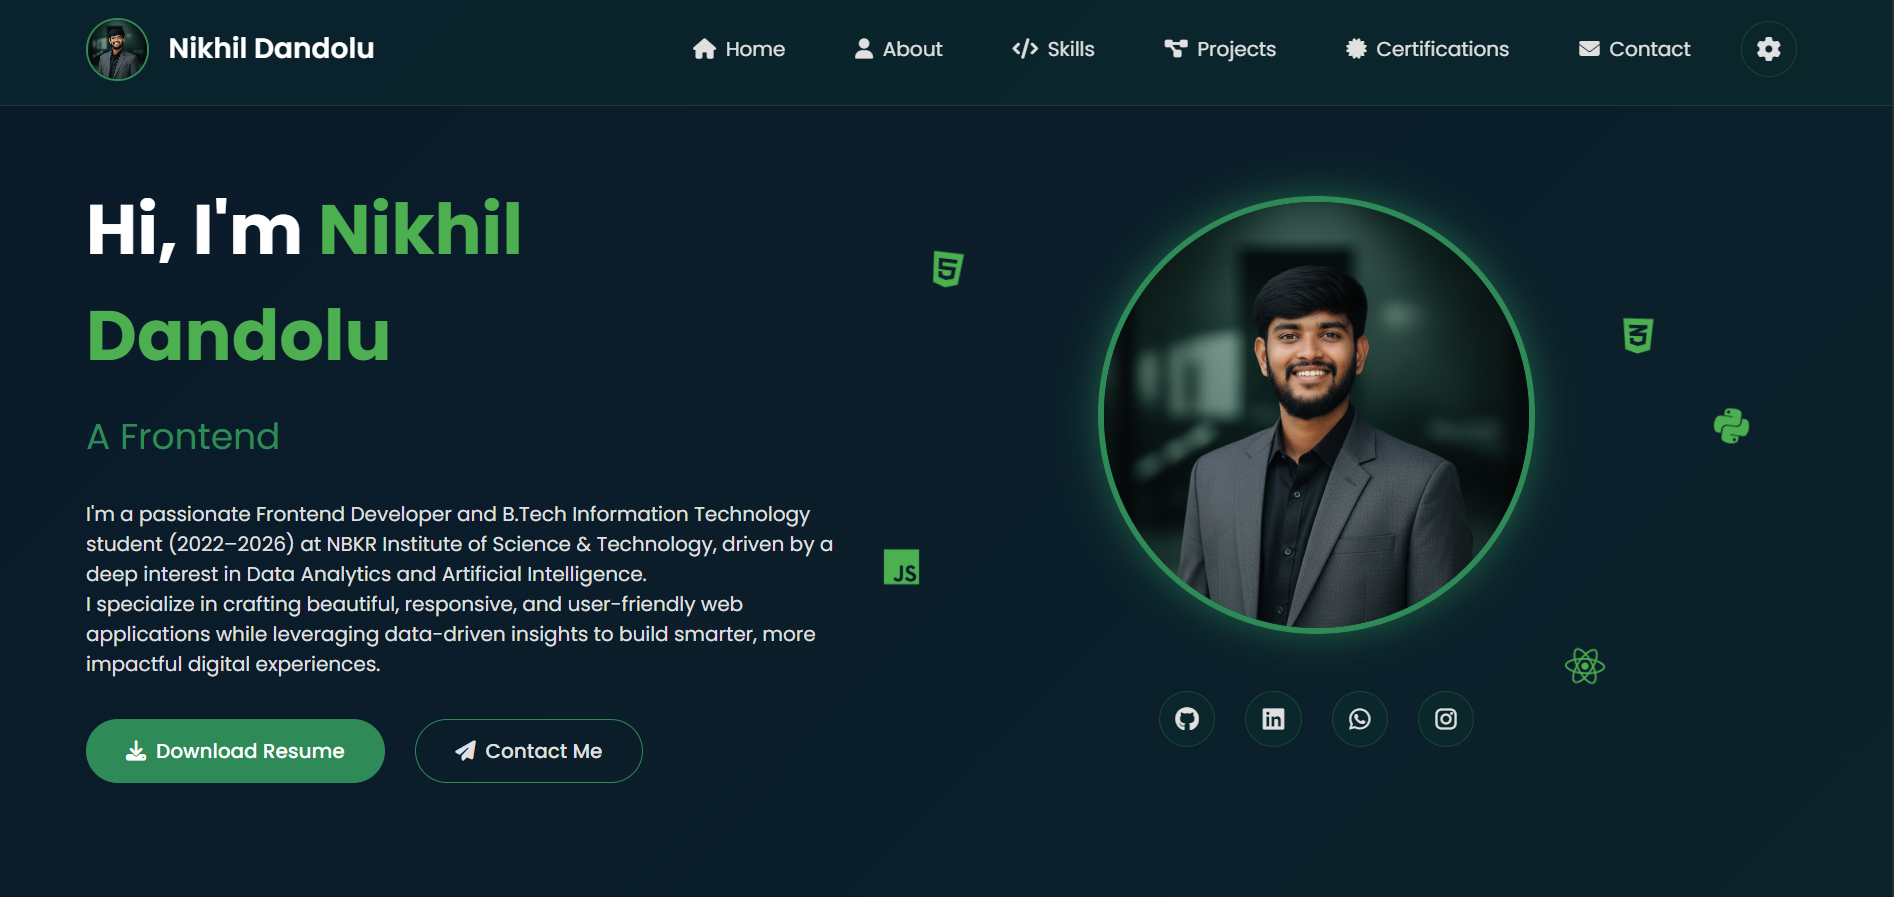 Nikhil Dandolu
Home
About
Skills
Projects
Certifications
Contact
Hi, I'm Nikhil
Dandolu
A Frontend
I'm a passionate Frontend Developer and B.Tech Information Technology
student (2022–2026) at NBKR Institute of Science & Technology, driven by a
deep interest in Data Analytics and Artificial Intelligence.
I specialize in crafting beautiful, responsive, and user-friendly web
applications while leveraging data-driven insights to build smarter, more
impactful digital experiences.
Download Resume
Contact Me
5
3
JS
in